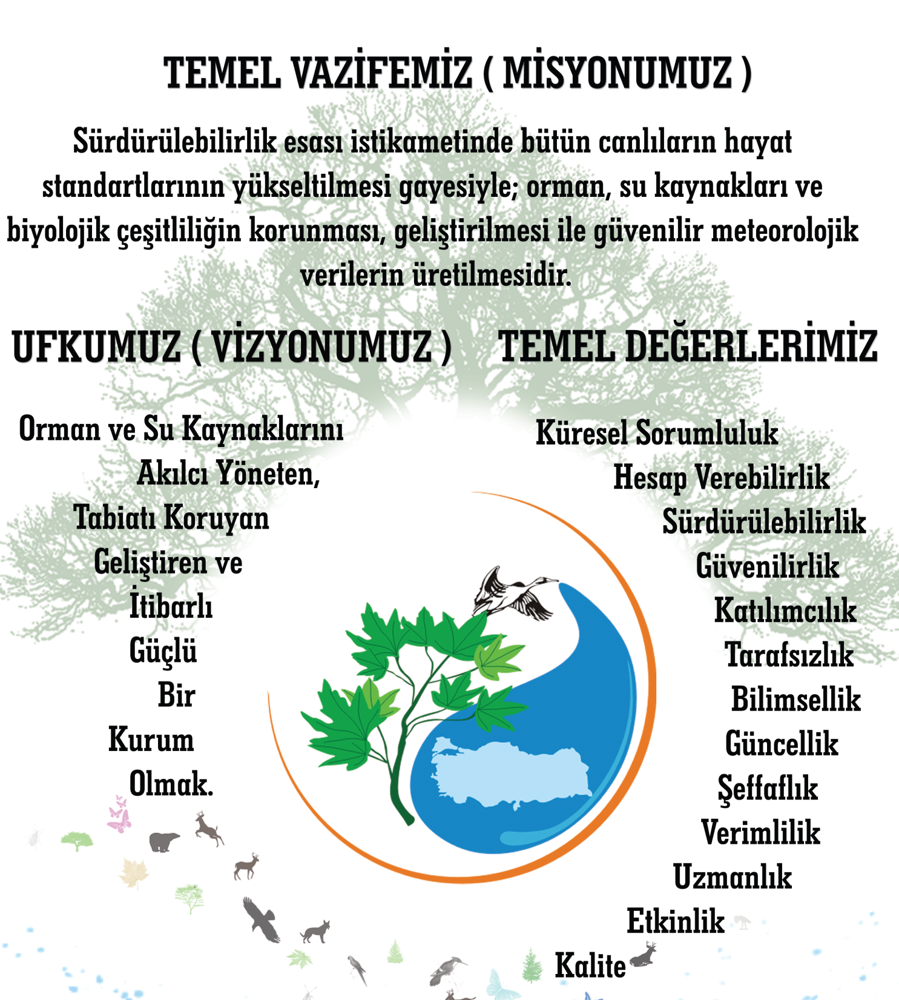 TEMEL VAZİFEMİZ ( MİSYONUMUZ )
Sürdürülebilirlik esası istikametinde bütün canlıların hayat
standartlarının yükseltilmesi gayesiyle; orman, su kaynakları ve
biyolojik çeşitliliğin korunması, geliştirilmesi ile güvenilir meteorolojik
verilerin üretilmesidir.
UFKUMUZ ( VİZYONUMUZ )
Orman ve Su Kaynaklarını
Akılcı Yöneten,
Tabiatı Koruyan
Geliştiren ve
İtibarlı
Güçlü
Bir
Kurum
Olmak.
TEMEL DEĞERLERİMİZ
Küresel Sorumluluk
Hesap Verebilirlik
Sürdürülebilirlik
Güvenilirlik
Katılımcılık
Tarafsızlık
Bilimsellik
Güncellik
Şeffaflık
Verimlilik
Uzmanlık
Etkinlik
Kalite